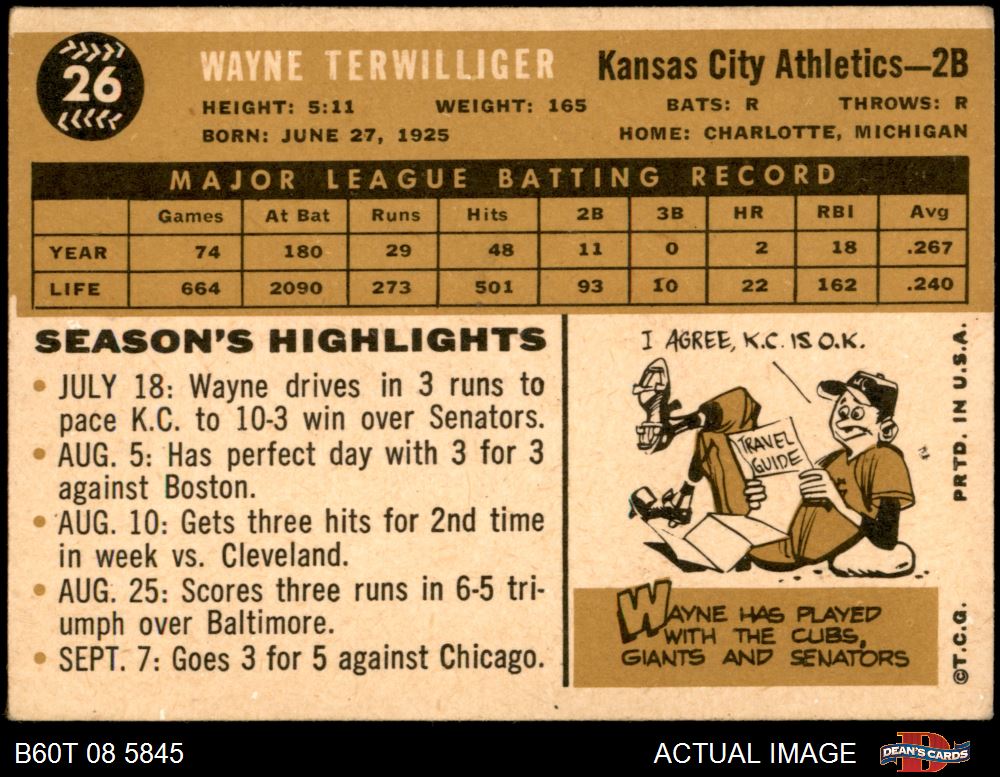 26
WAYNE TERWILLIGER
Kansas City Athletics—2B
HEIGHT: 5:11 WEIGHT: 165 BATS: R THROWS: R
BORN: JUNE 27, 1925 HOME: CHARLOTTE, MICHIGAN
MAJOR LEAGUE BATTING RECORD
Games At Bat Runs Hits 2B 3B HR RBI Avg
YEAR 74 180 29 48 11 0 2 18 .267
LIFE 664 2090 273 501 93 10 22 162 .240
SEASON'S HIGHLIGHTS
• JULY 18: Wayne drives in 3 runs to
pace K.C. to 10-3 win over Senators.
• AUG. 5: Has perfect day with 3 for 3
against Boston.
• AUG. 10: Gets three hits for 2nd time
in week vs. Cleveland.
• AUG. 25: Scores three runs in 6-5 tri-
umph over Baltimore.
• SEPT. 7: Goes 3 for 5 against Chicago.
I AGREE, K.C. IS O.K.
TRAVEL
GUIDE
WAYNE HAS PLAYED
WITH THE CUBS,
GIANTS AND SENATORS
PRTD. IN U.S.A.
©T.C.G.
B60T 08 5845
ACTUAL IMAGE
DEAN'S CARDS